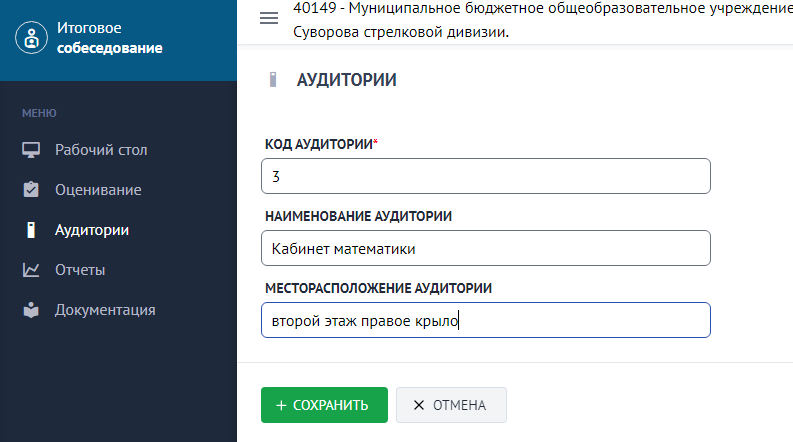 Итоговое
собеседование
МЕНЮ
Рабочий стол
Оценивание
Аудитории
Отчеты
Документация
40149 - Муниципальное бюджетное общеобразовательное учреждение
Суворова стрелковой дивизии.
АУДИТОРИИ
КОД АУДИТОРИИ*
3
НАИМЕНОВАНИЕ АУДИТОРИИ
Кабинет математики
МЕСТОРАСПОЛОЖЕНИЕ АУДИТОРИИ
второй этаж правое крыло
+ СОХРАНИТЬ
✕ ОТМЕНА